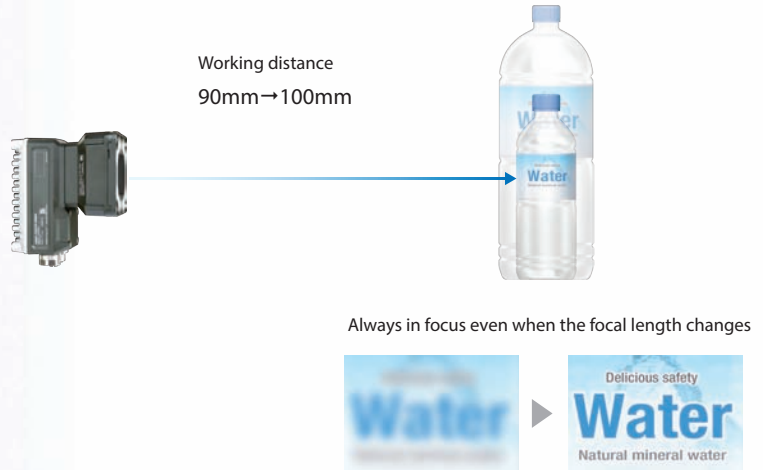 Working distance
90mm→100mm
Water
Water
Always in focus even when the focal length changes
Water
Delicious safety
Water
Natural mineral water